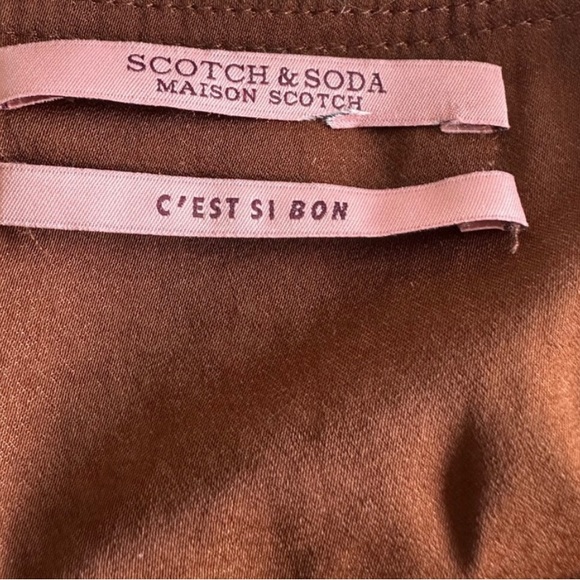 SCOTCH & SODA
MAISON SCOTCH
C'EST SI BON